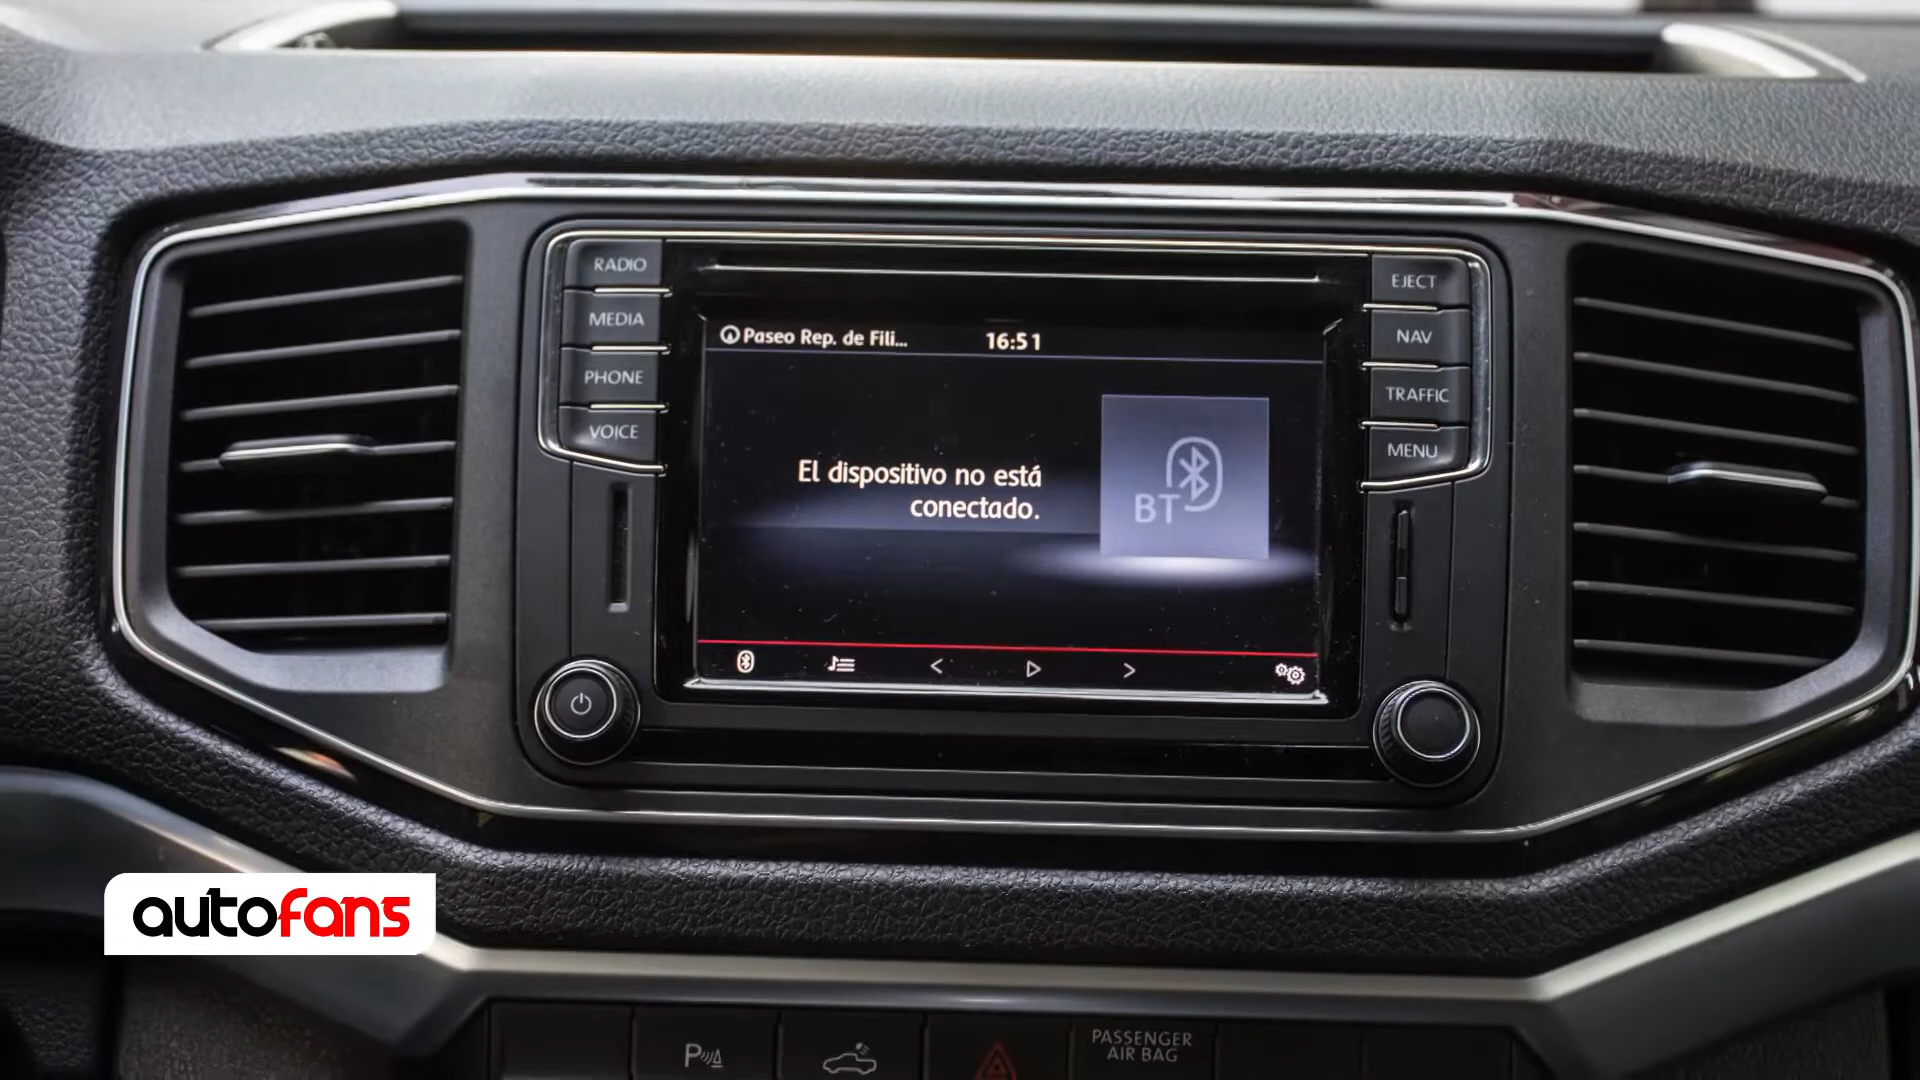 RADIO
MEDIA
PHONE
VOICE
Paseo Rep. de Fili...
16:51
El dispositivo no está
conectado.
BT
EJECT
NAV
TRAFFIC
MENU
autofans
P
PASSENGER
AIR BAG